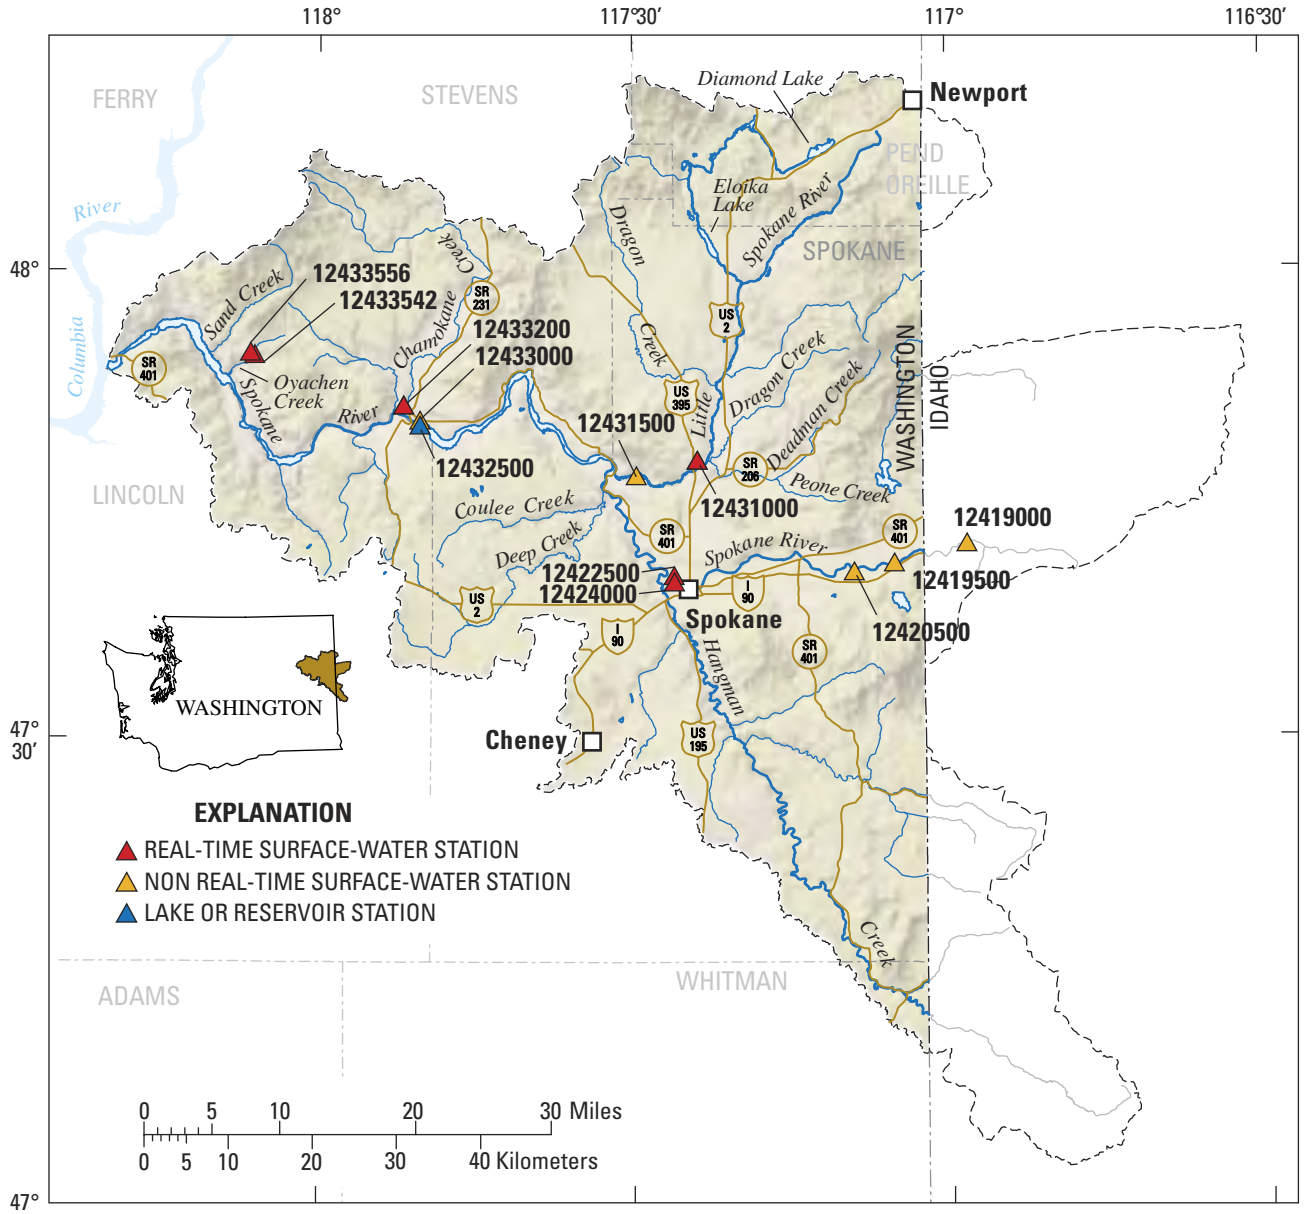 118°
117°30′
117°
116°30′
Diamond Lake
Newport
FERRY
STEVENS
PEND
OREILLE
River
Eloika
Lake
Spokane River
Dragon
Creek
SPOKANE
48°
Sand Creek
12433556
12433542
SR
231
Chamokane
Creek
US
2
12433200
12433000
Columbia
SR
401
Oyachen
Creek
Spokane
River
US
395
Little
Dragon Creek
Deadman Creek
WASHINGTON
IDAHO
12431500
12432500
SR
206
Peone Creek
LINCOLN
Coulee Creek
12431000
Deep Creek
SR
401
Spokane River
SR
401
12419000
12422500
12424000
12419500
I
90
US
2
Spokane
12420500
I
90
SR
401
Hangman
WASHINGTON
US
195
Cheney
47°
30′
EXPLANATION
REAL-TIME SURFACE-WATER STATION
NON REAL-TIME SURFACE-WATER STATION
LAKE OR RESERVOIR STATION
Creek
ADAMS
WHITMAN
0 5 10 20 30 Miles
0 5 10 20 30 40 Kilometers
47°